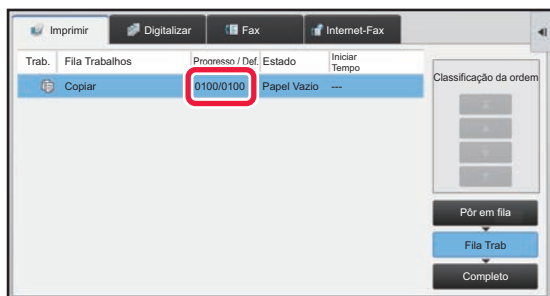 Imprimir
Digitalizar
Fax
Internet-Fax
Trab.
Fila Trabalhos
Progresso / Def.
Estado
Iniciar
Tempo
Copiar
0100/0100
Papel Vazio
---
Classificação da ordem
Pôr em fila
Fila Trab
Completo